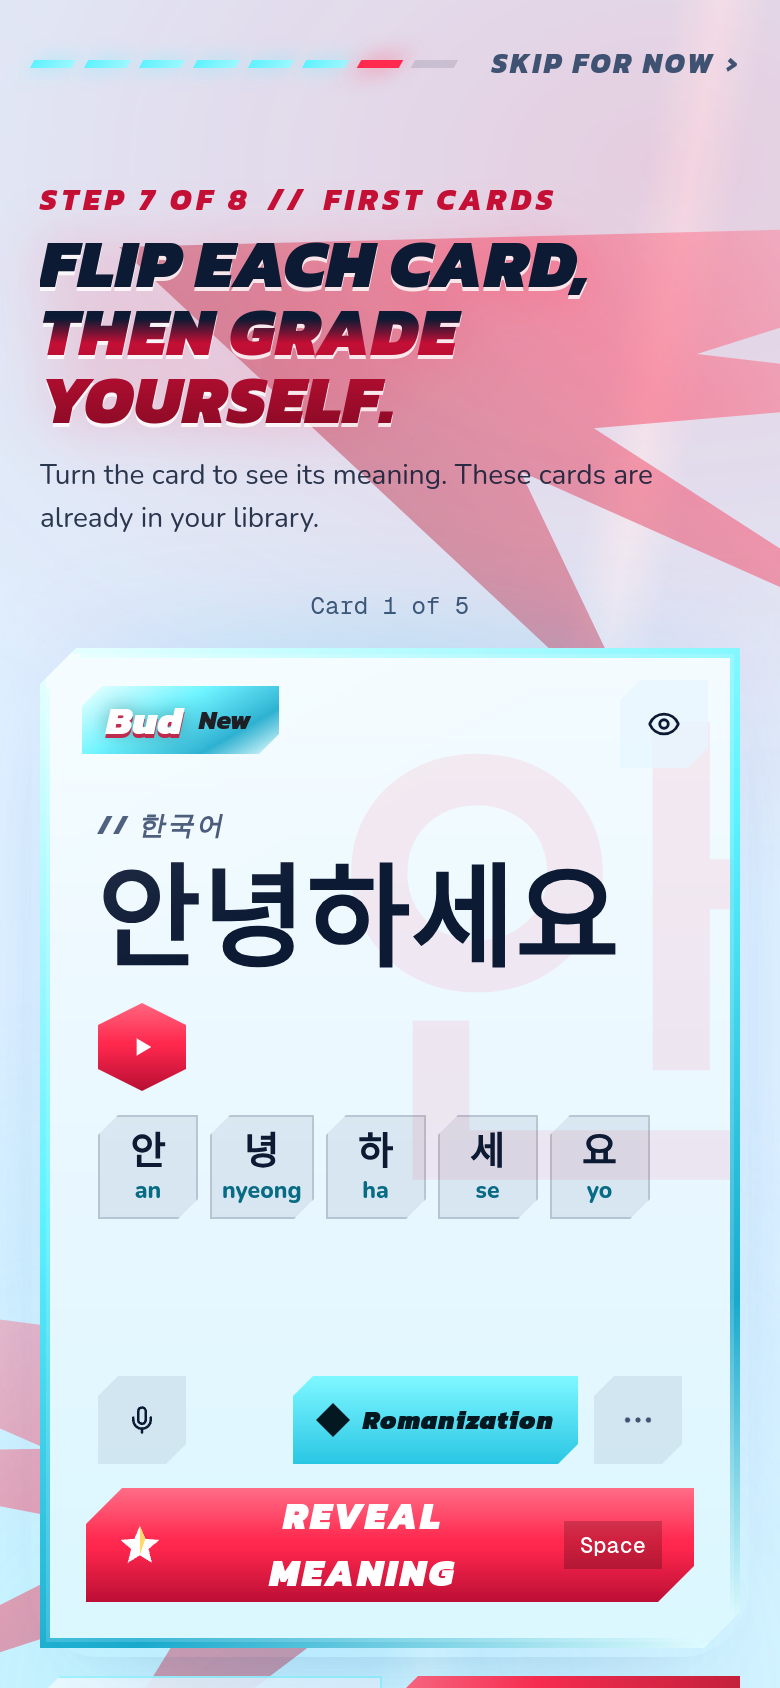 SKIP FOR NOW >
STEP 7 OF 8 // FIRST CARDS
FLIP EACH CARD,
THEN GRADE
YOURSELF.
Turn the card to see its meaning. These cards are
already in your library.
Card 1 of 5
Bud New
// 한국어
안녕하세요
안 녕 하 세 요
an nyeong ha se yo
Romanization
REVEAL
MEANING
Space